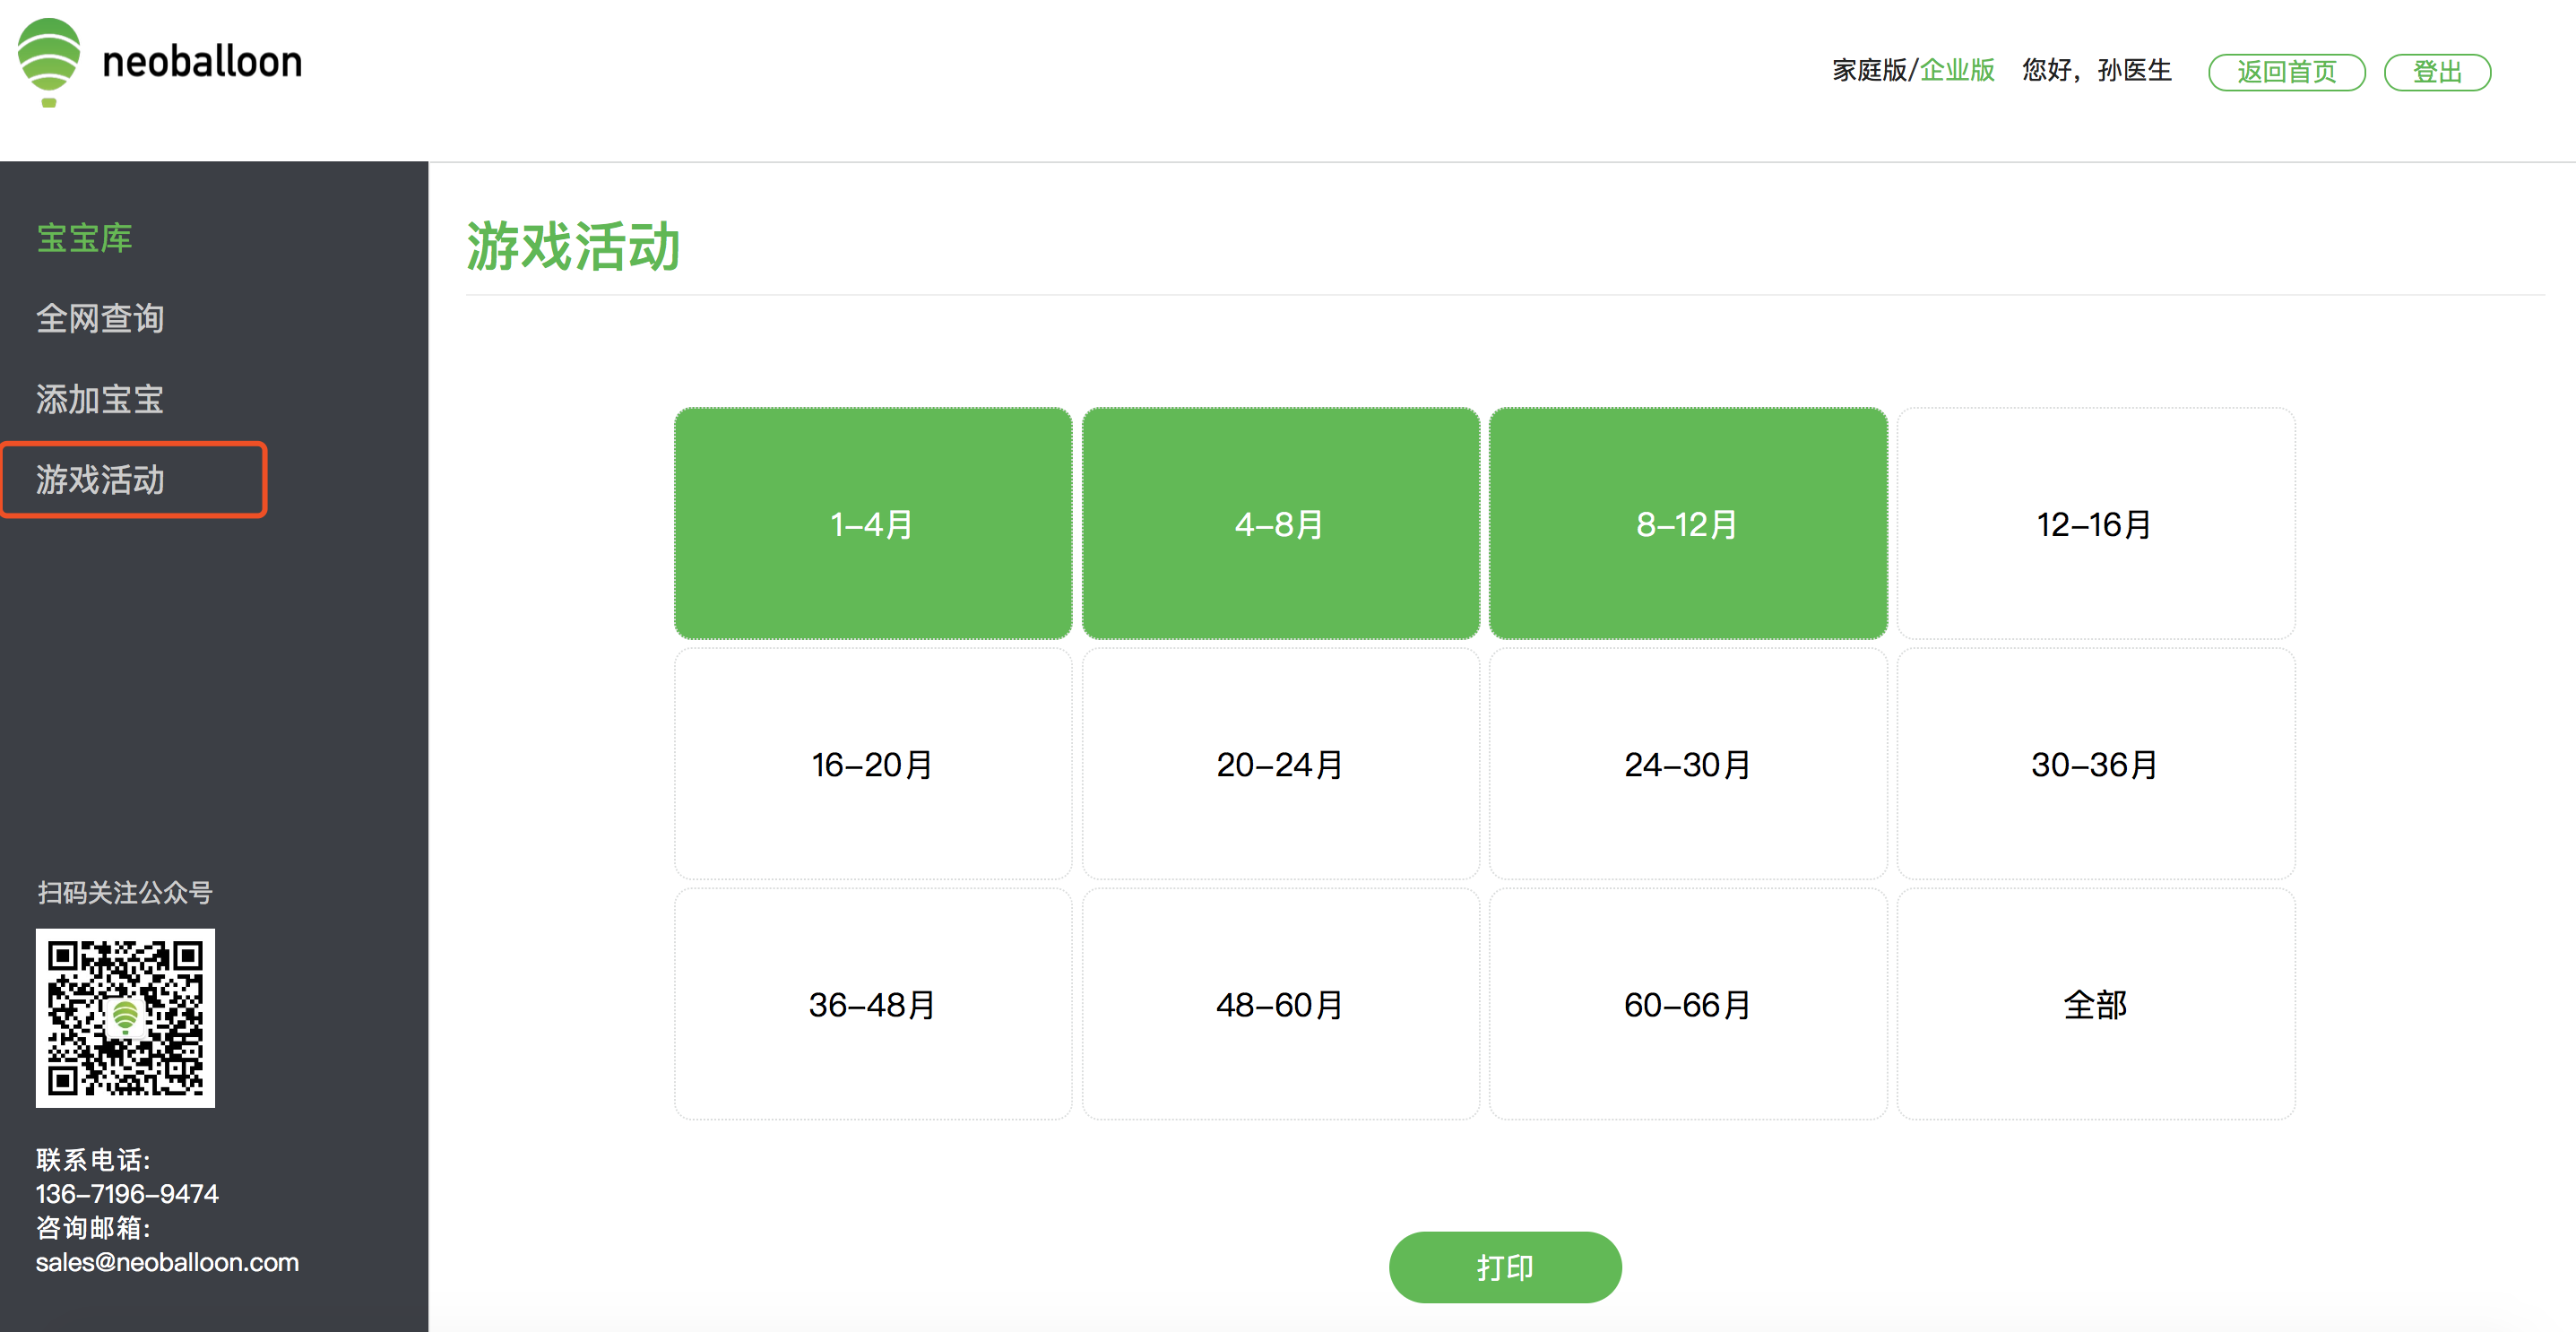 neoballoon
家庭版/企业版 您好，孙医生 返回首页 登出
宝宝库
全网查询
添加宝宝
游戏活动
扫码关注公众号
联系电话:
136-7196-9474
咨询邮箱:
sales@neoballoon.com
游戏活动
1-4月 4-8月 8-12月 12-16月
16-20月 20-24月 24-30月 30-36月
36-48月 48-60月 60-66月 全部
打印